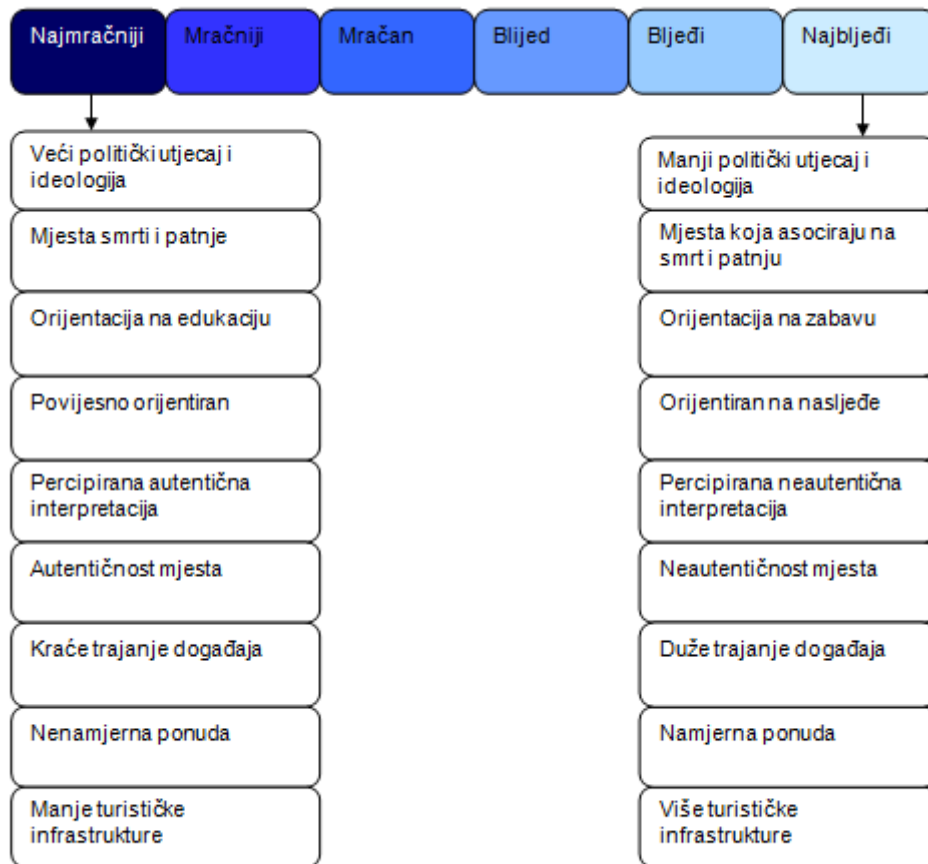 Najmračniji
Mračniji
Mračan
Blijed
Bljeđi
Najbljeđi
Veći politički utjecaj i
ideologija
Mjesta smrti i patnje
Orijentacija na edukaciju
Povijesno orijentiran
Percipirana autentična
interpretacija
Autentičnost mjesta
Kraće trajanje događaja
Nenamjerna ponuda
Manje turističke
infrastrukture
Manji politički utjecaj i
ideologija
Mjesta koja asociraju na
smrt i patnju
Orijentacija na zabavu
Orijentiran na nasljeđe
Percipirana neautentična
interpretacija
Neautentičnost mjesta
Duže trajanje događaja
Namjerna ponuda
Više turističke
infrastrukture